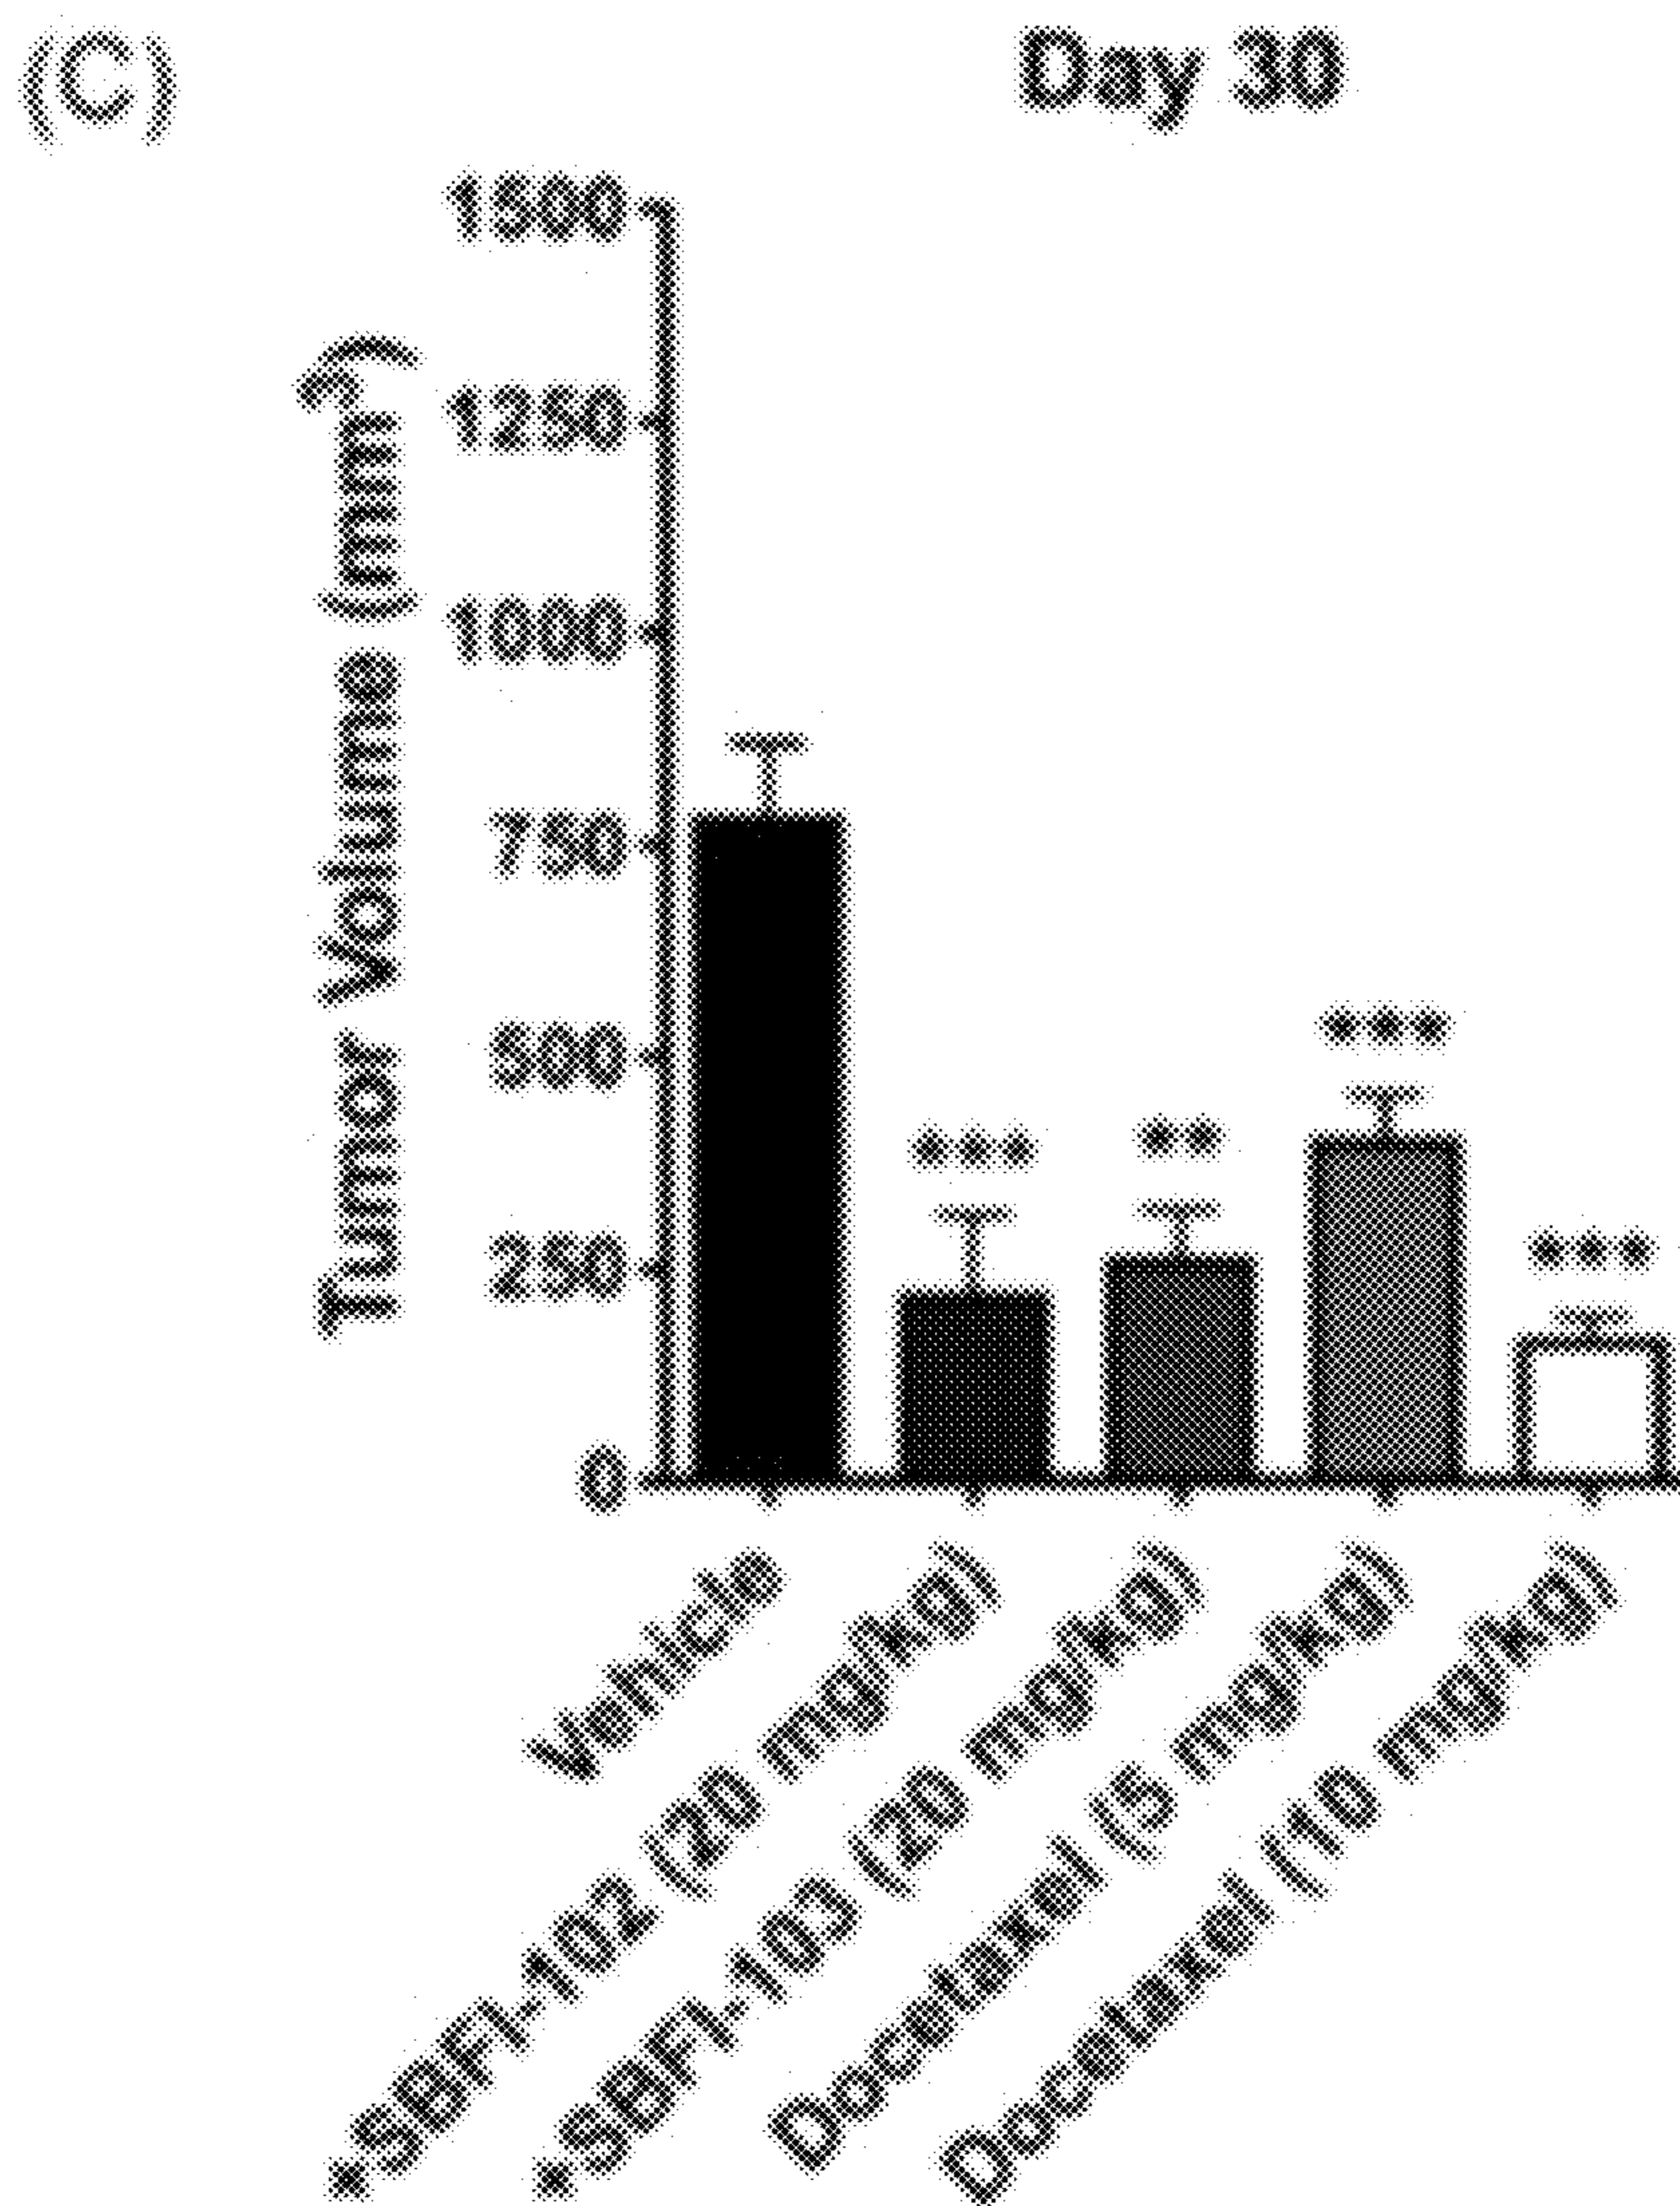 (C)
Day 30
Tumor Volume (mm³)
1500
1250
1000
750
500
250
0
***
**
***
***
Vehicle
*SBFI-102 (20 mg/kg)
*SBFI-103 (20 mg/kg)
Docetaxel (5 mg/kg)
Docetaxel (10 mg/kg)